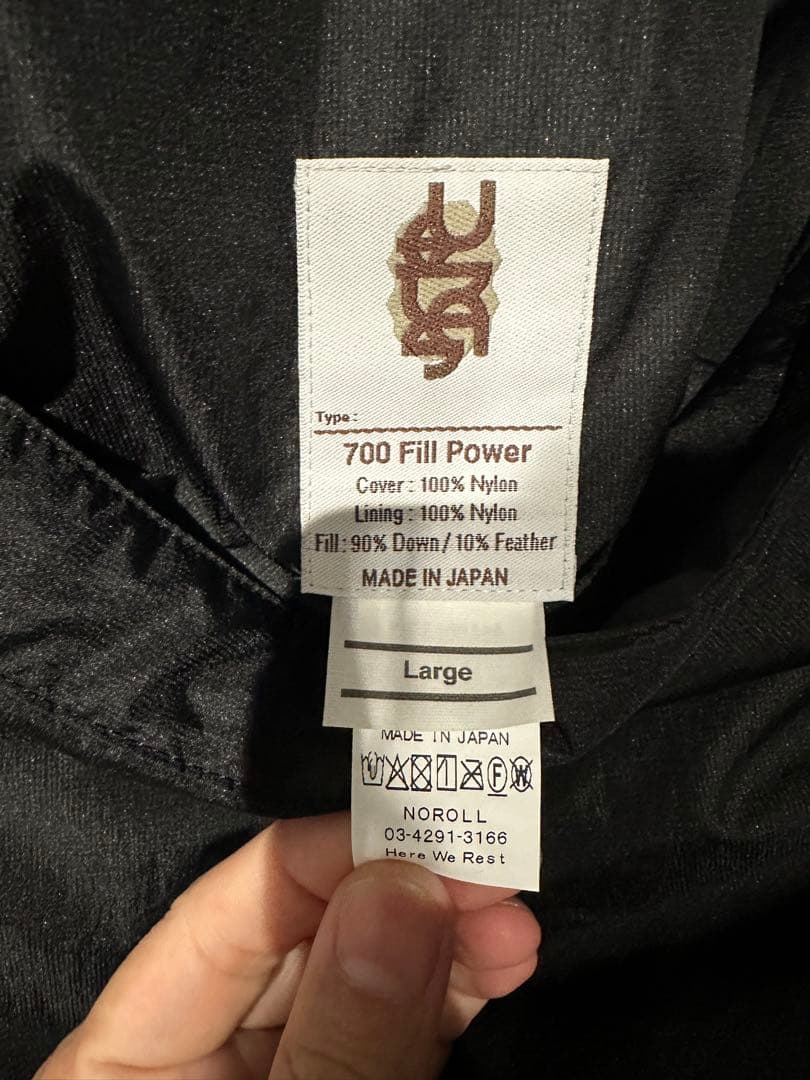 Type:
700 Fill Power
Cover: 100% Nylon
Lining: 100% Nylon
Fill: 90% Down / 10% Feather
MADE IN JAPAN
Large
MADE IN JAPAN
NOROLL
03-4291-3166
Here We Rest